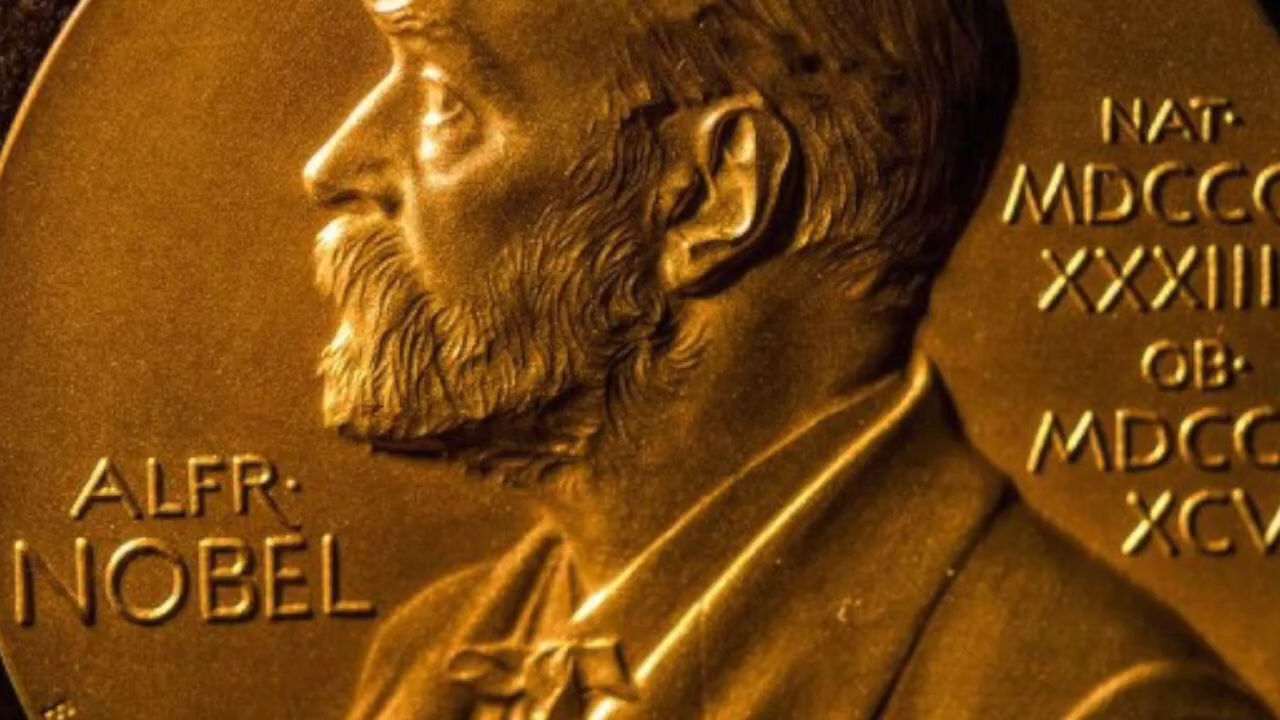 ALFR·
NOBEL
NAT·
MDCCC
XXXIII
OB·
MDCCC
XCV